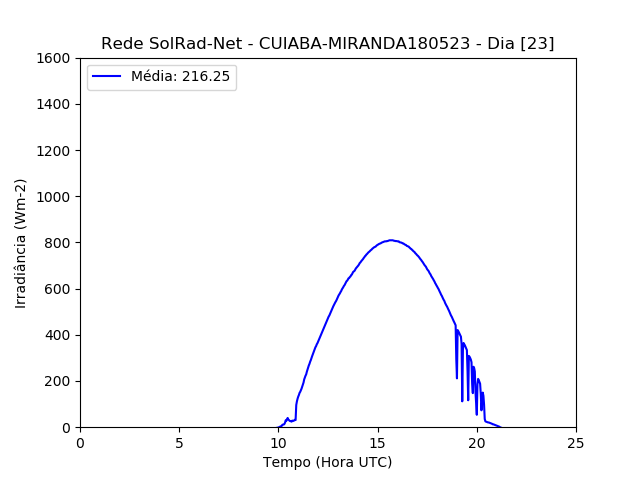 Rede SolRad-Net - CUIABA-MIRANDA180523 - Dia [23]
Média: 216.25
1600
1400
1200
1000
800
600
400
200
0
Irradiância (Wm-2)
0 5 10 15 20 25
Tempo (Hora UTC)